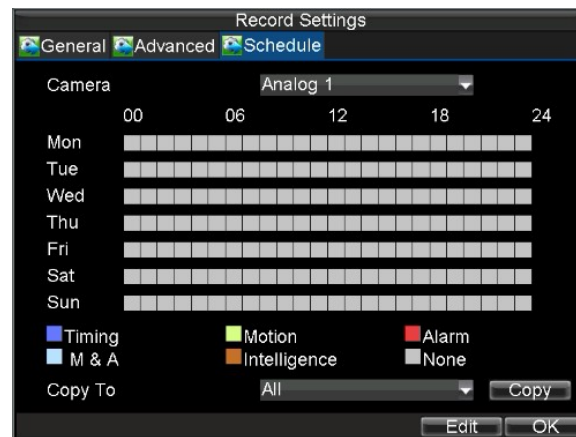 Record Settings
General Advanced Schedule
Camera Analog 1
00 06 12 18 24
Mon
Tue
Wed
Thu
Fri
Sat
Sun
Timing Motion Alarm
M & A Intelligence None
Copy To All Copy
Edit OK